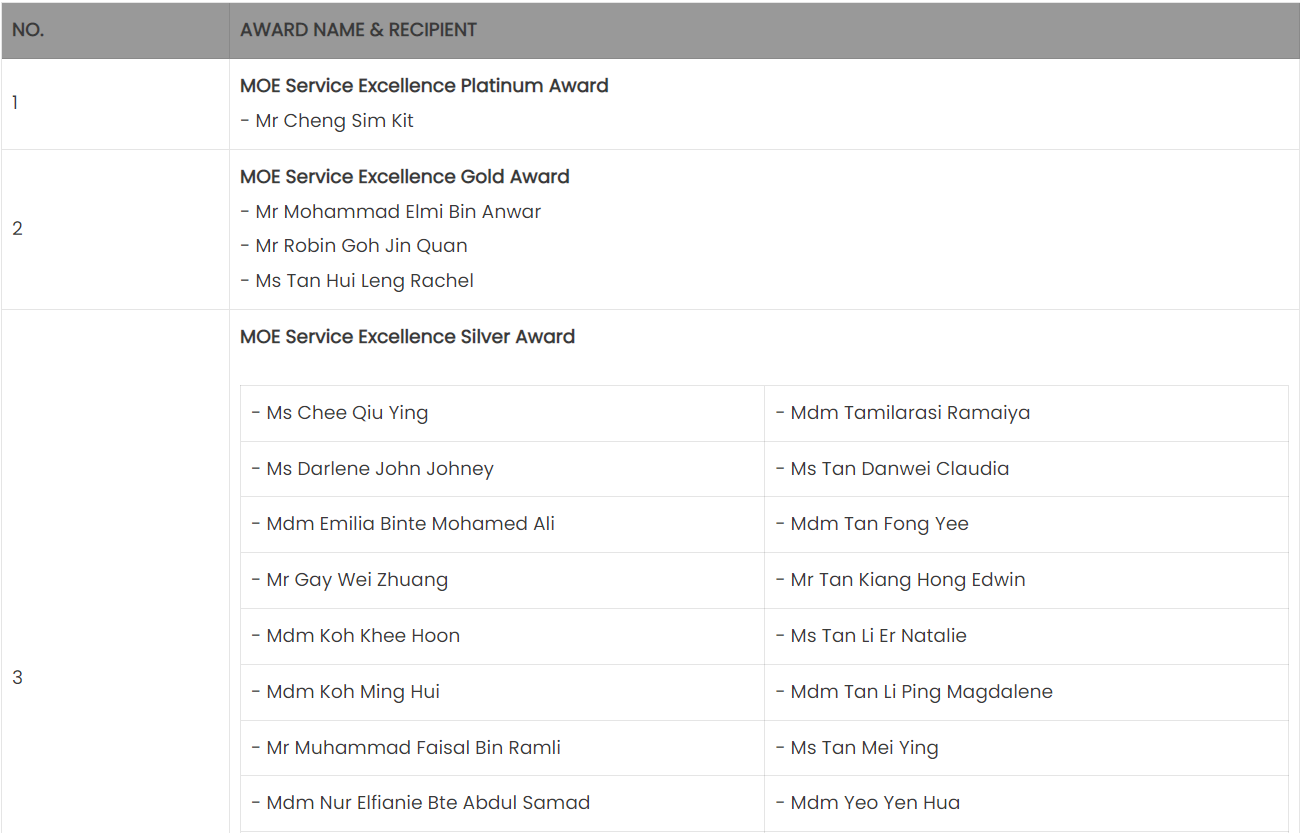 NO. AWARD NAME & RECIPIENT
1
MOE Service Excellence Platinum Award
- Mr Cheng Sim Kit
2
MOE Service Excellence Gold Award
- Mr Mohammad Elmi Bin Anwar
- Mr Robin Goh Jin Quan
- Ms Tan Hui Leng Rachel
3
MOE Service Excellence Silver Award
- Ms Chee Qiu Ying - Mdm Tamilarasi Ramaiya
- Ms Darlene John Johney - Ms Tan Danwei Claudia
- Mdm Emilia Binte Mohamed Ali - Mdm Tan Fong Yee
- Mr Gay Wei Zhuang - Mr Tan Kiang Hong Edwin
- Mdm Koh Khee Hoon - Ms Tan Li Er Natalie
- Mdm Koh Ming Hui - Mdm Tan Li Ping Magdalene
- Mr Muhammad Faisal Bin Ramli - Ms Tan Mei Ying
- Mdm Nur Elfianie Bte Abdul Samad - Mdm Yeo Yen Hua